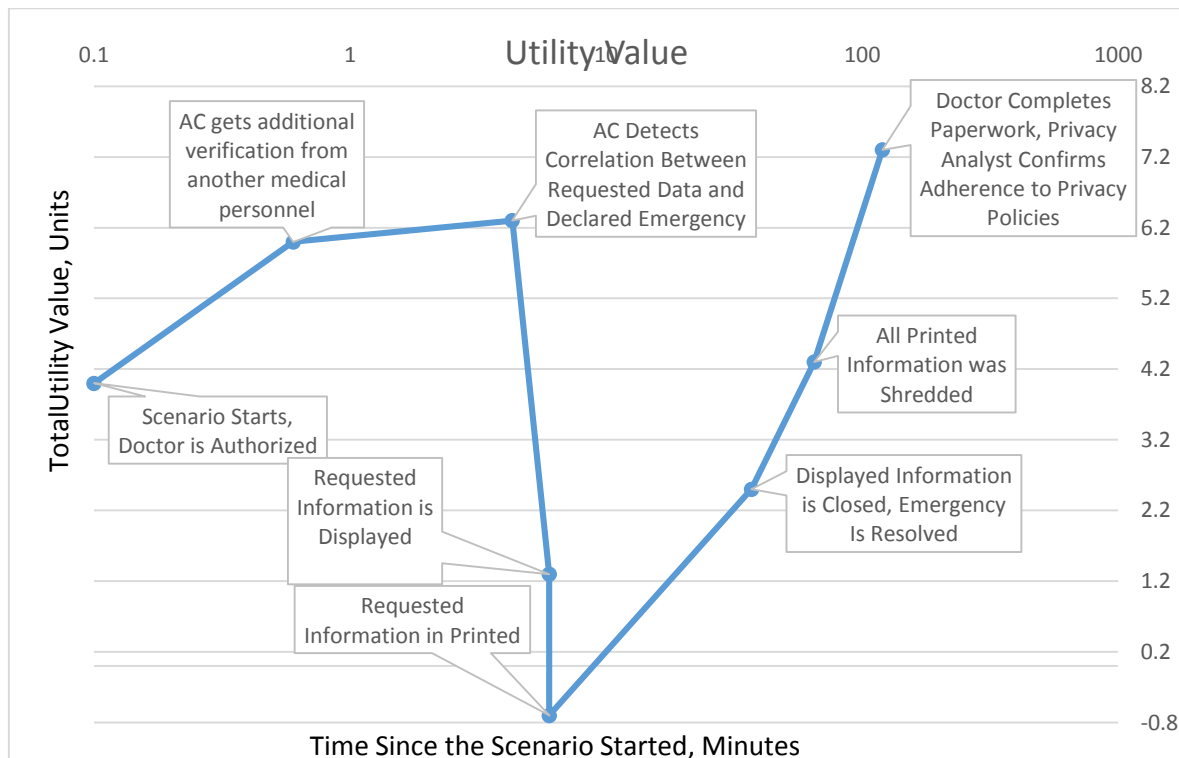 Utility Value
0.1 1 10 100 1000
8.2
7.2
6.2
5.2
4.2
3.2
2.2
1.2
0.2
-0.8
TotalUtility Value, Units
AC gets additional
verification from
another medical
personnel
AC Detects
Correlation Between
Requested Data and
Declared Emergency
Doctor Completes
Paperwork, Privacy
Analyst Confirms
Adherence to Privacy
Policies
Scenario Starts,
Doctor is Authorized
All Printed
Information was
Shredded
Requested
Information is
Displayed
Displayed Information
is Closed, Emergency
Is Resolved
Requested
Information in Printed
Time Since the Scenario Started, Minutes